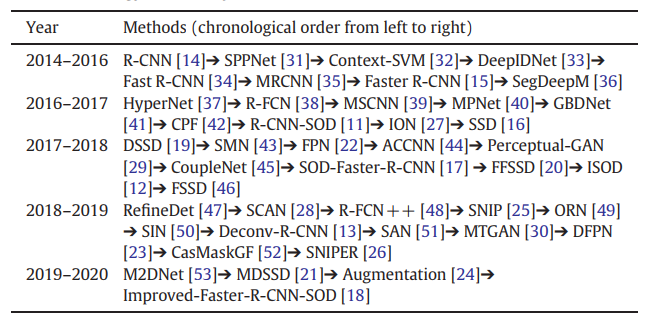 Year Methods (chronological order from left to right)
2014–2016 R-CNN [14]➔ SPPNet [31]➔ Context-SVM [32]➔ DeepIDNet [33]➔
Fast R-CNN [34]➔ MRCNN [35]➔ Faster R-CNN [15]➔ SegDeepM [36]
2016–2017 HyperNet [37]➔ R-FCN [38]➔ MSCNN [39]➔ MPNet [40]➔ GBDNet
[41]➔ CPF [42]➔ R-CNN-SOD [11]➔ ION [27]➔ SSD [16]
2017–2018 DSSD [19]➔ SMN [43]➔ FPN [22]➔ ACCNN [44]➔ Perceptual-GAN
[29]➔ CoupleNet [45]➔ SOD-Faster-R-CNN [17] ➔ FFSSD [20]➔ ISOD
[12]➔ FSSD [46]
2018–2019 RefineDet [47]➔ SCAN [28]➔ R-FCN++ [48]➔ SNIP [25]➔ ORN [49]
➔ SIN [50]➔ Deconv-R-CNN [13]➔ SAN [51]➔ MTGAN [30]➔ DFPN
[23]➔ CasMaskGF [52]➔ SNIPER [26]
2019–2020 M2DNet [53]➔ MDSSD [21]➔ Augmentation [24]➔
Improved-Faster-R-CNN-SOD [18]